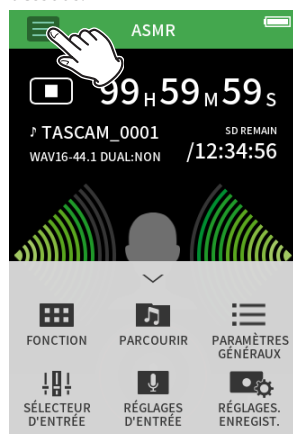 ASMR
99H59M59s
♪ TASCAM_0001
SD REMAIN
WAV16-44.1 DUAL:NON
/12:34:56
FONCTION
PARCOURIR
PARAMÈTRES
GÉNÉRAUX
SÉLECTEUR
D'ENTRÉE
RÉGLAGES
D'ENTRÉE
RÉGLAGES.
ENREGIST.